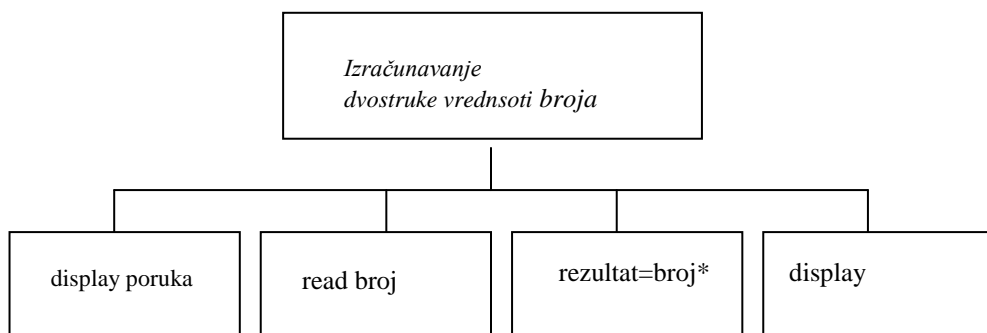 Izračunavanje
dvostruke vrednsoti broja
display poruka
read broj
rezultat=broj*
display